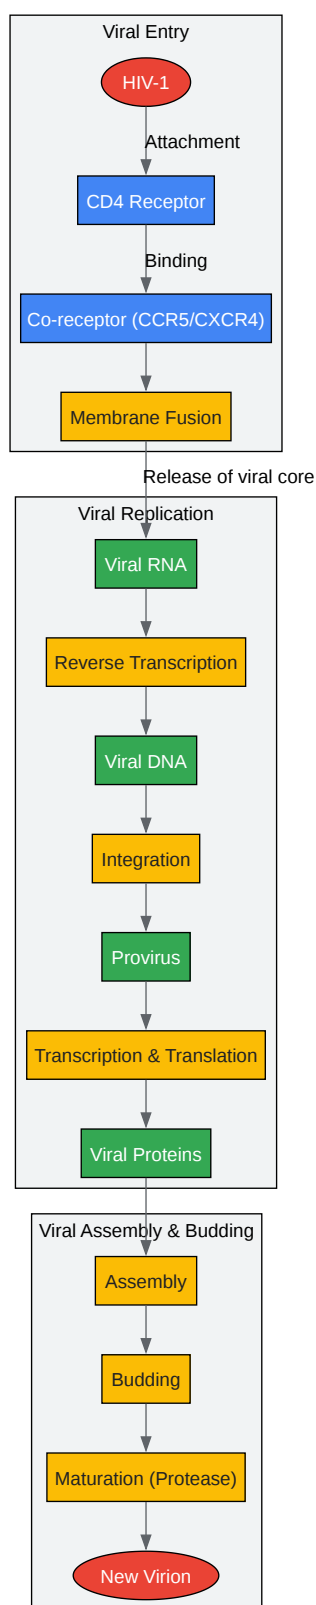 Viral Entry
HIV-1
Attachment
CD4 Receptor
Binding
Co-receptor (CCR5/CXCR4)
Membrane Fusion
Release of viral core
Viral Replication
Viral RNA
Reverse Transcription
Viral DNA
Integration
Provirus
Transcription & Translation
Viral Proteins
Viral Assembly & Budding
Assembly
Budding
Maturation (Protease)
New Virion